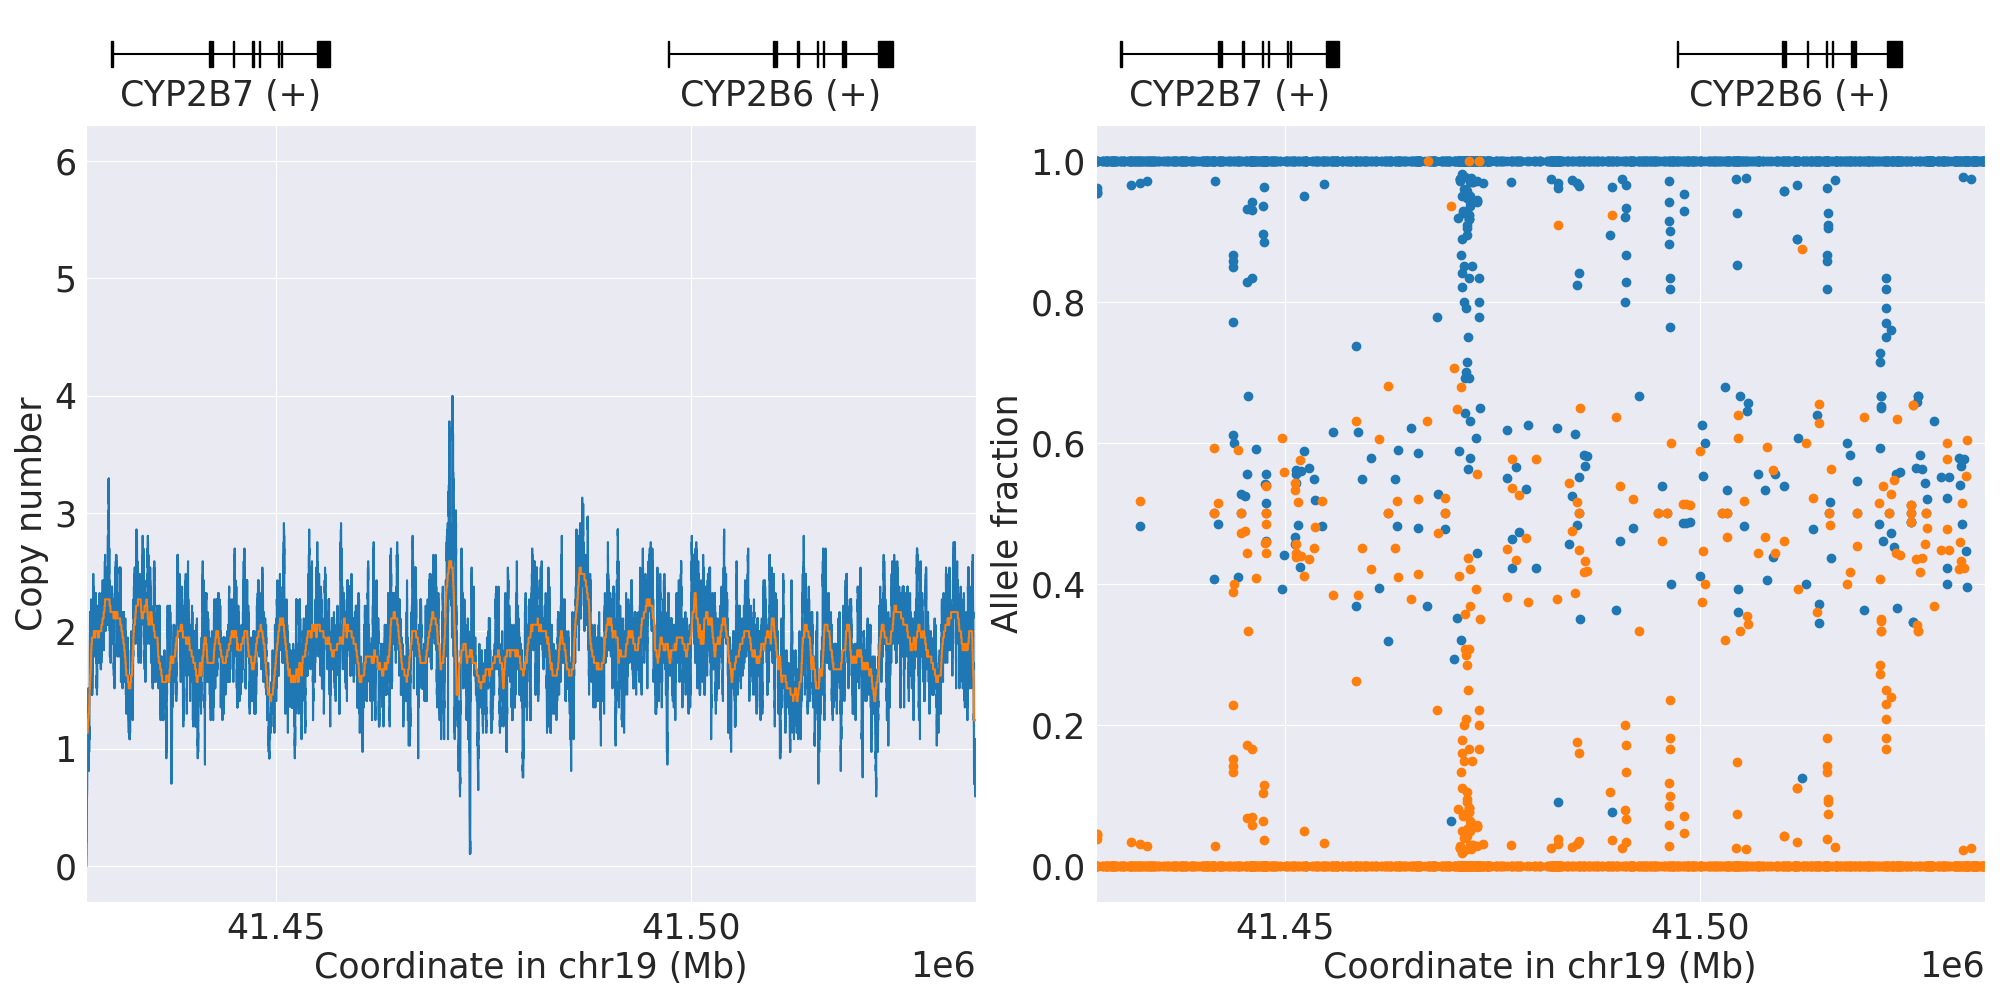 CYP2B7 (+)
CYP2B6 (+)
CYP2B7 (+)
CYP2B6 (+)
Copy number
6
5
4
3
2
1
0
41.45
41.50
Coordinate in chr19 (Mb)
1e6
Allele fraction
1.0
0.8
0.6
0.4
0.2
0.0
41.45
41.50
Coordinate in chr19 (Mb)
1e6